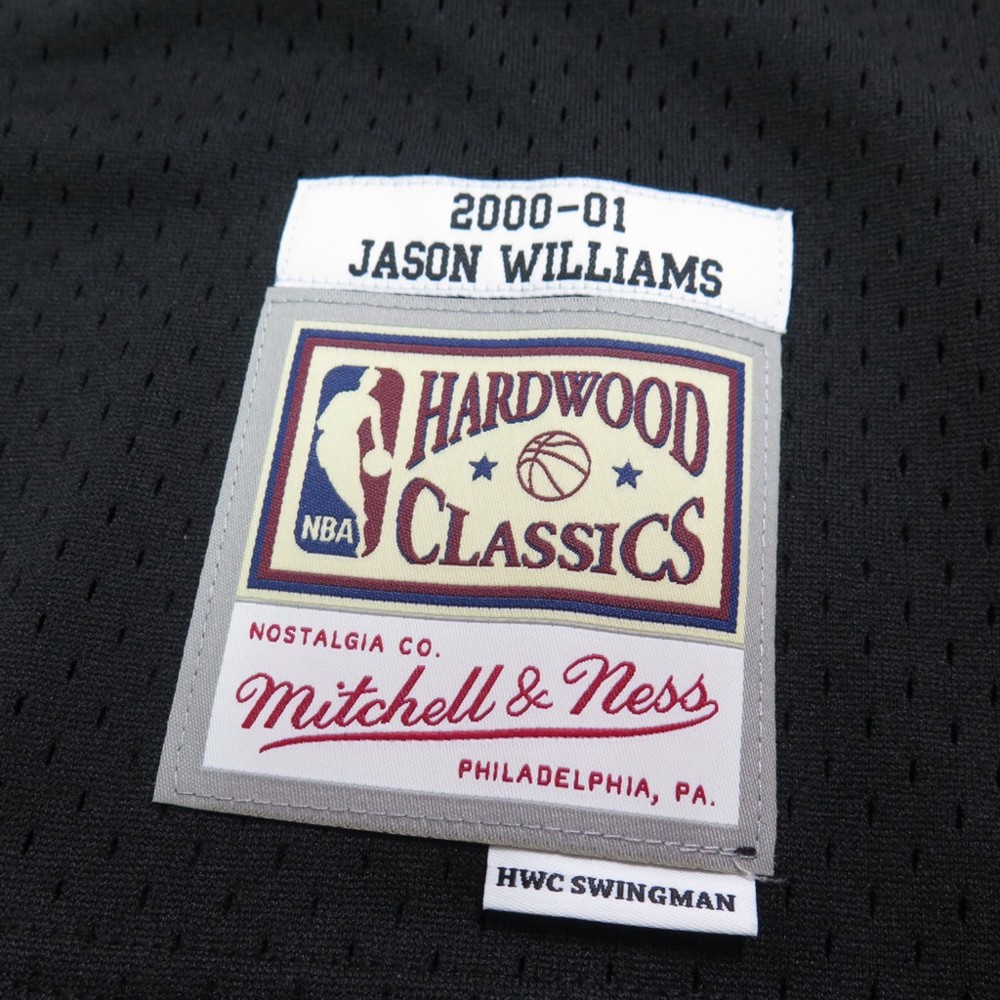 2000-01
JASON WILLIAMS
HARDWOOD
CLASSICS
NBA
NOSTALGIA CO.
Mitchell & Ness
PHILADELPHIA, PA.
HWC SWINGMAN